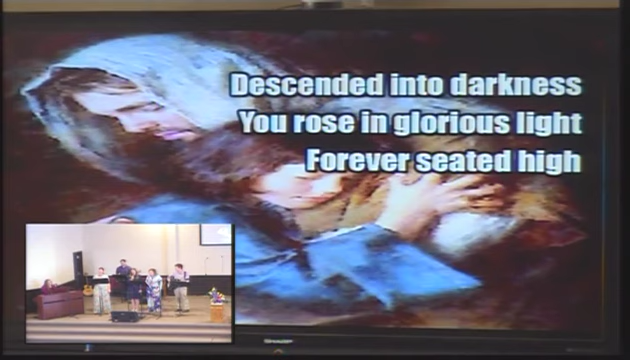 Descended into darkness
You rose in glorious light
Forever seated high